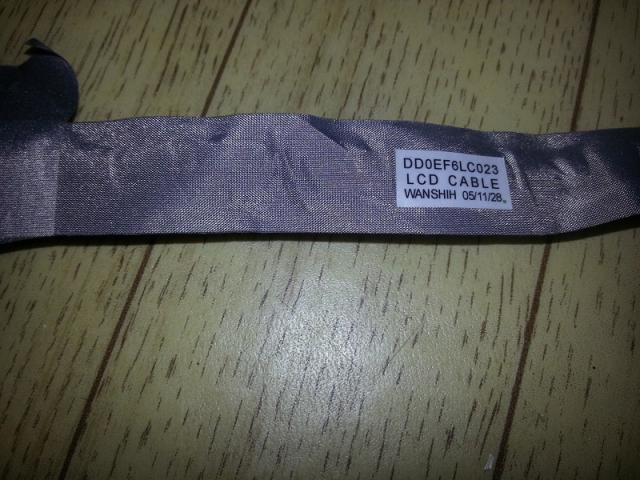 DD0EF6LC023
LCD CABLE
WANSHIH 05/11/28.